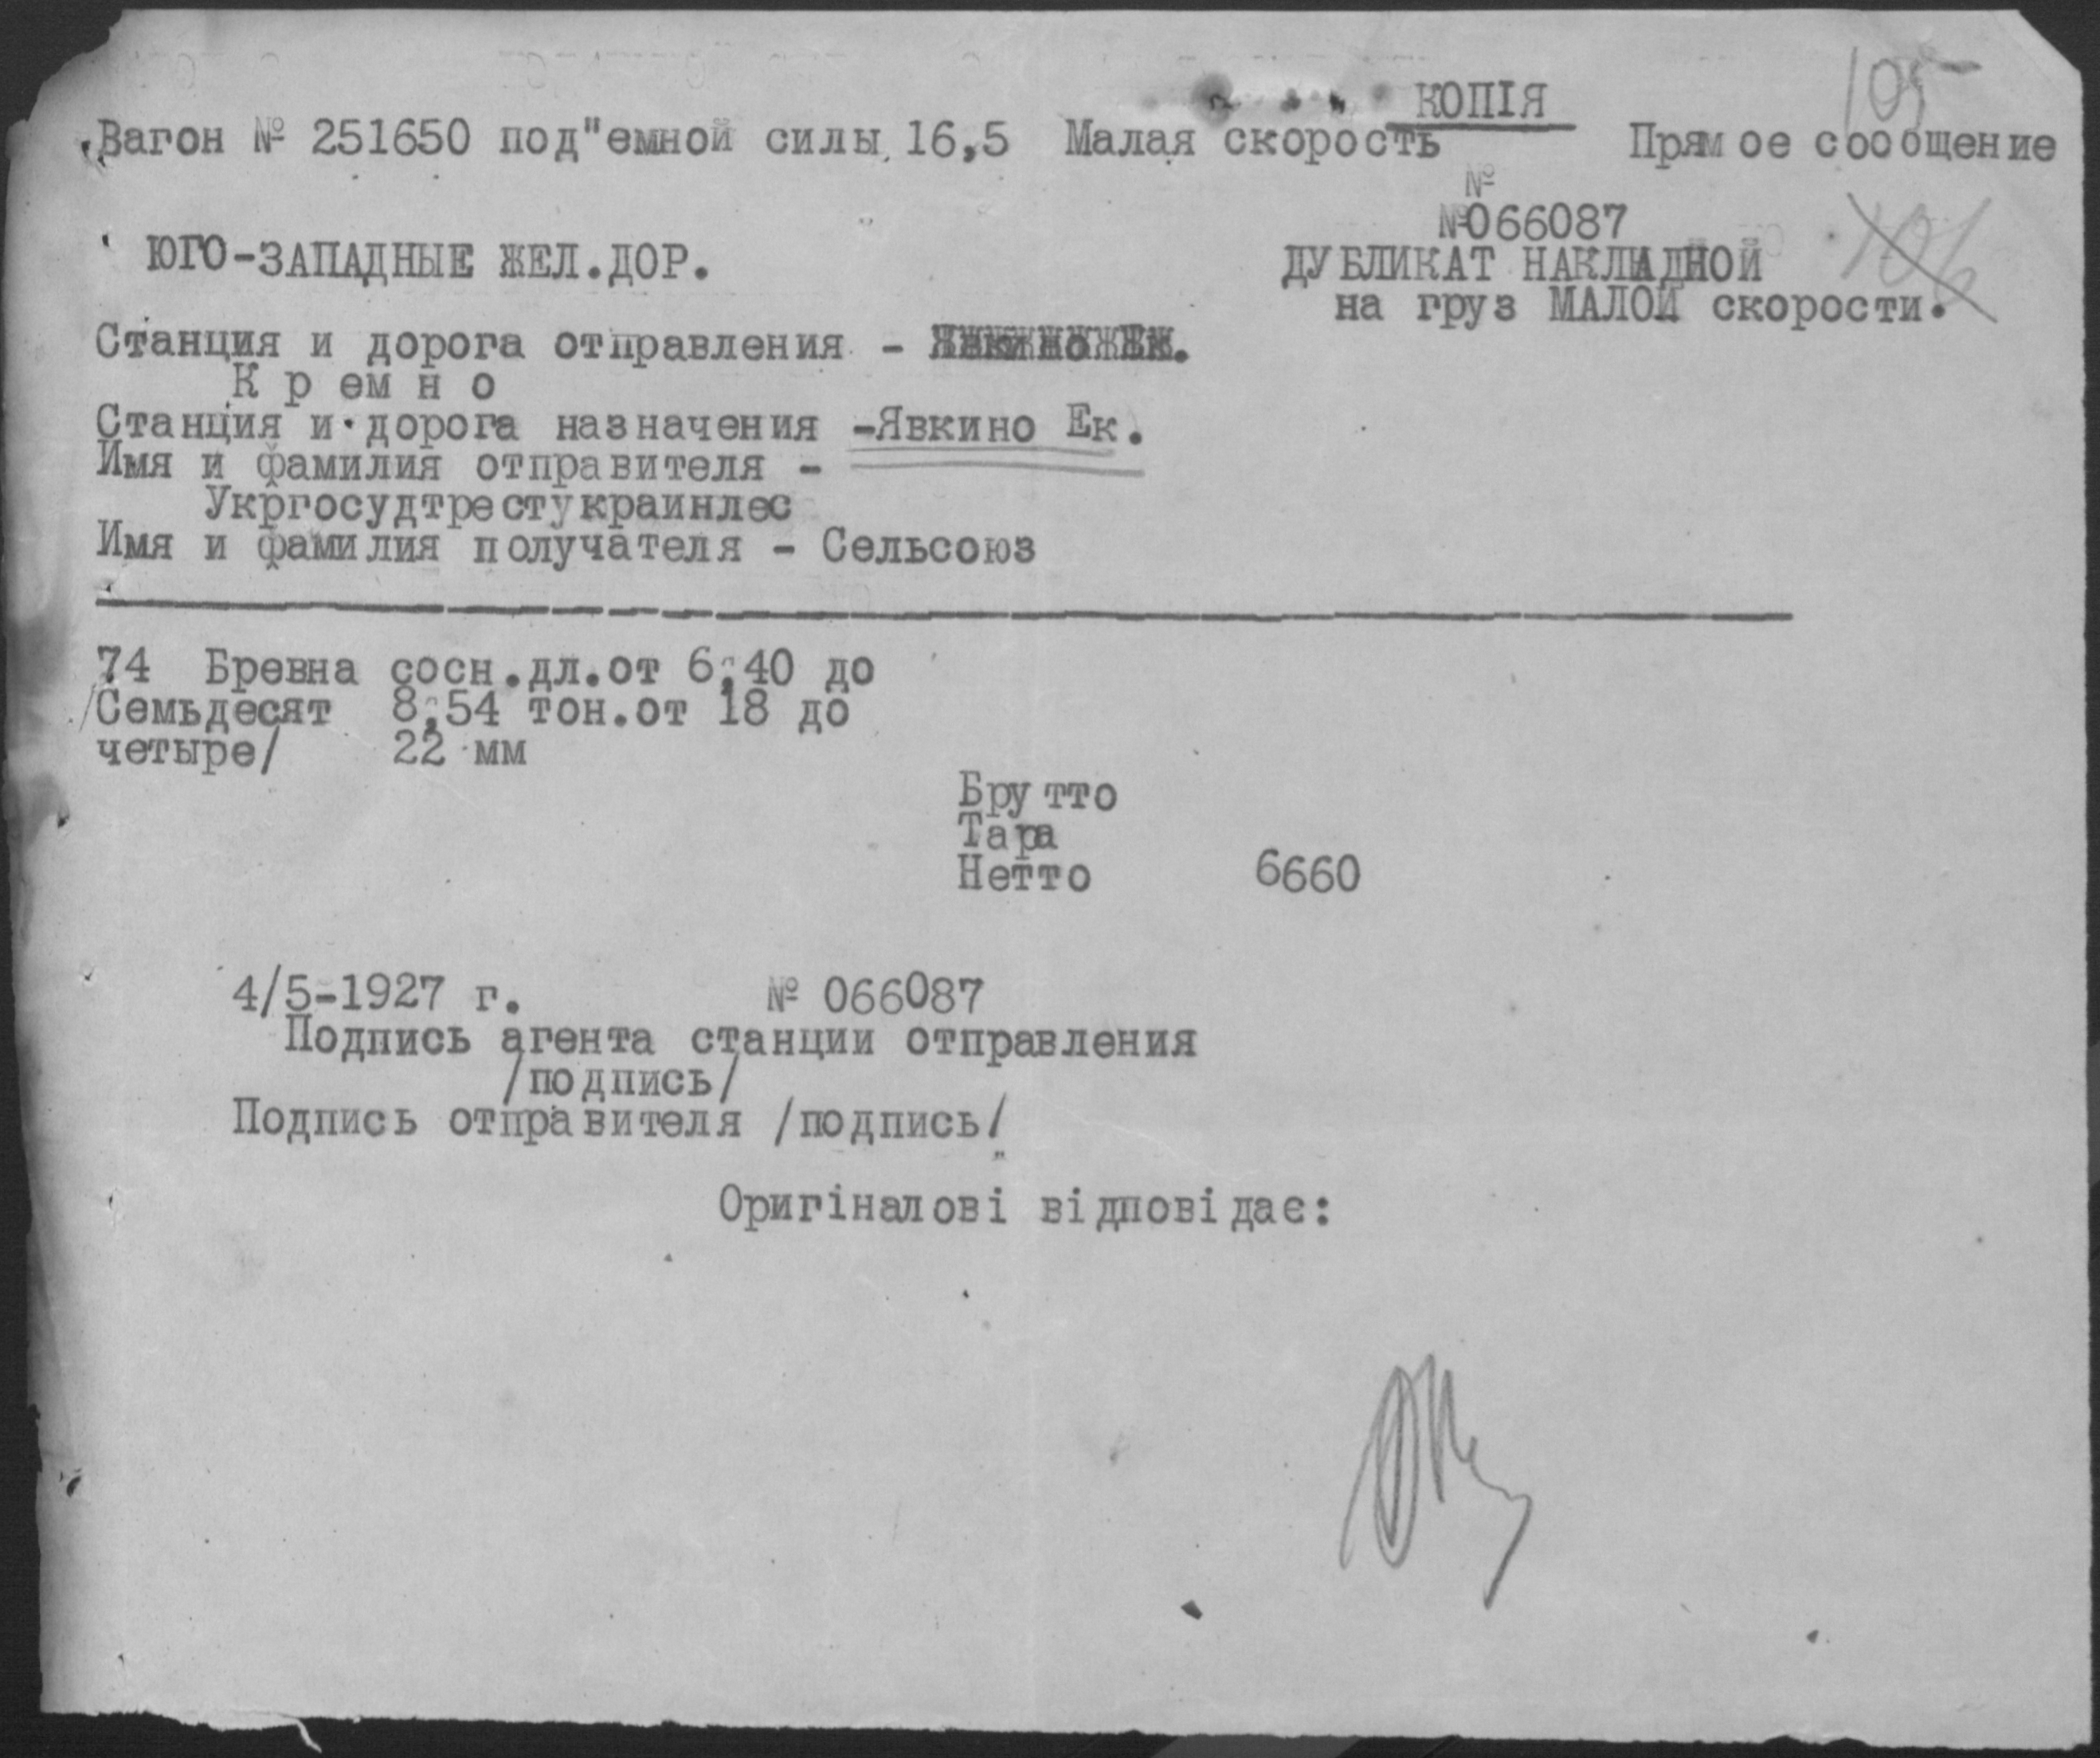 105
КОПІЯ
Вагон № 251650 под"емной силы 16,5 Малая скорость Прямое сообщение
№
№066087
ЮГО-ЗАПАДНЫЕ ЖЕЛ.ДОР.
ДУБЛИКАТ НАКЛАДНОЙ
106
на груз МАЛОЙ скорости.
Станция и дорога отправления - Явкино Ек.
Кремно
Станция и дорога назначения -Явкино Ек.
Имя и фамилия отправителя -
Укргосудтрестукраинлес
Имя и фамилия получателя - Сельсоюз
74 Бревна сосн.дл.от 6,40 до
/Семьдесят 8,54 тон.от 18 до
четыре/ 22 мм
Брутто
Тара
Нетто 6660
4/5-1927 г. № 066087
Подпись агента станции отправления
/подпись/
Подпись отправителя /подпись/
Оригіналові відповідає: